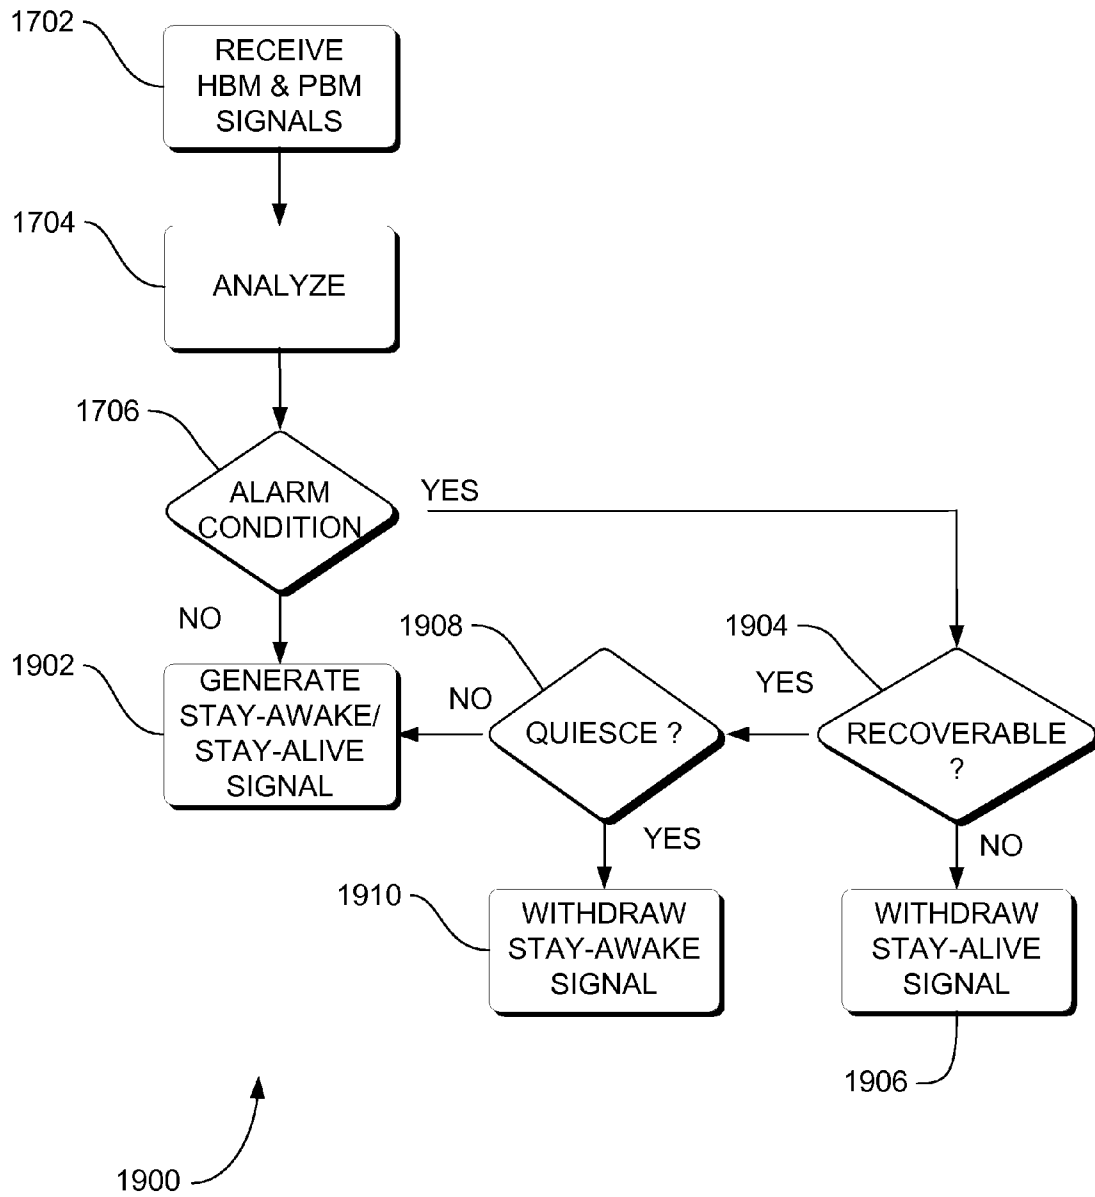 1702
RECEIVE
HBM & PBM
SIGNALS
1704
ANALYZE
1706
ALARM
CONDITION
YES
NO
1902
GENERATE
STAY-AWAKE/
STAY-ALIVE
SIGNAL
1908
NO
QUIESCE ?
YES
1904
YES
RECOVERABLE
?
NO
1910
WITHDRAW
STAY-AWAKE
SIGNAL
WITHDRAW
STAY-ALIVE
SIGNAL
1906
1900